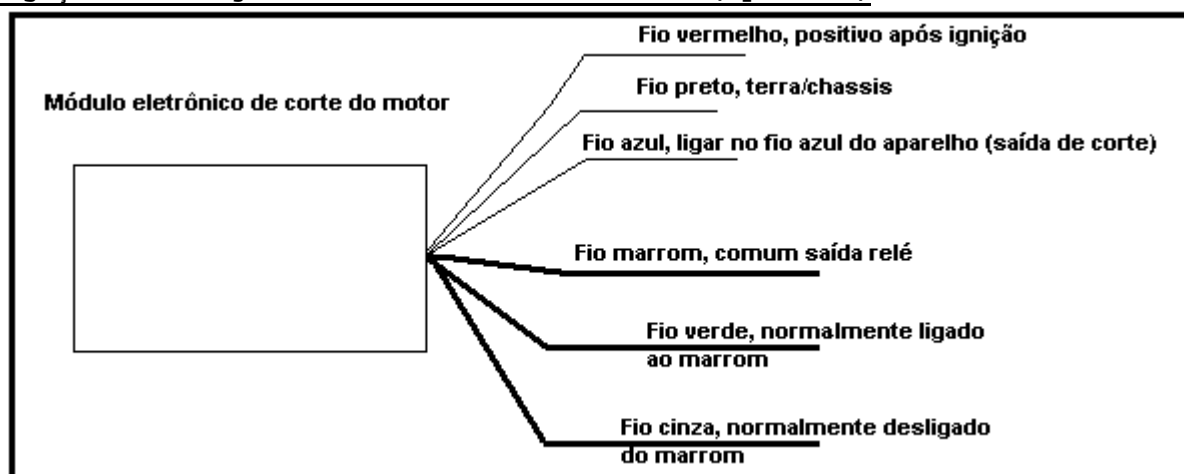 Fio vermelho, positivo após ignição
Módulo eletrônico de corte do motor
Fio preto, terra/chassis
Fio azul, ligar no fio azul do aparelho (saída de corte)
Fio marrom, comum saída relé
Fio verde, normalmente ligado
ao marrom
Fio cinza, normalmente desligado
do marrom